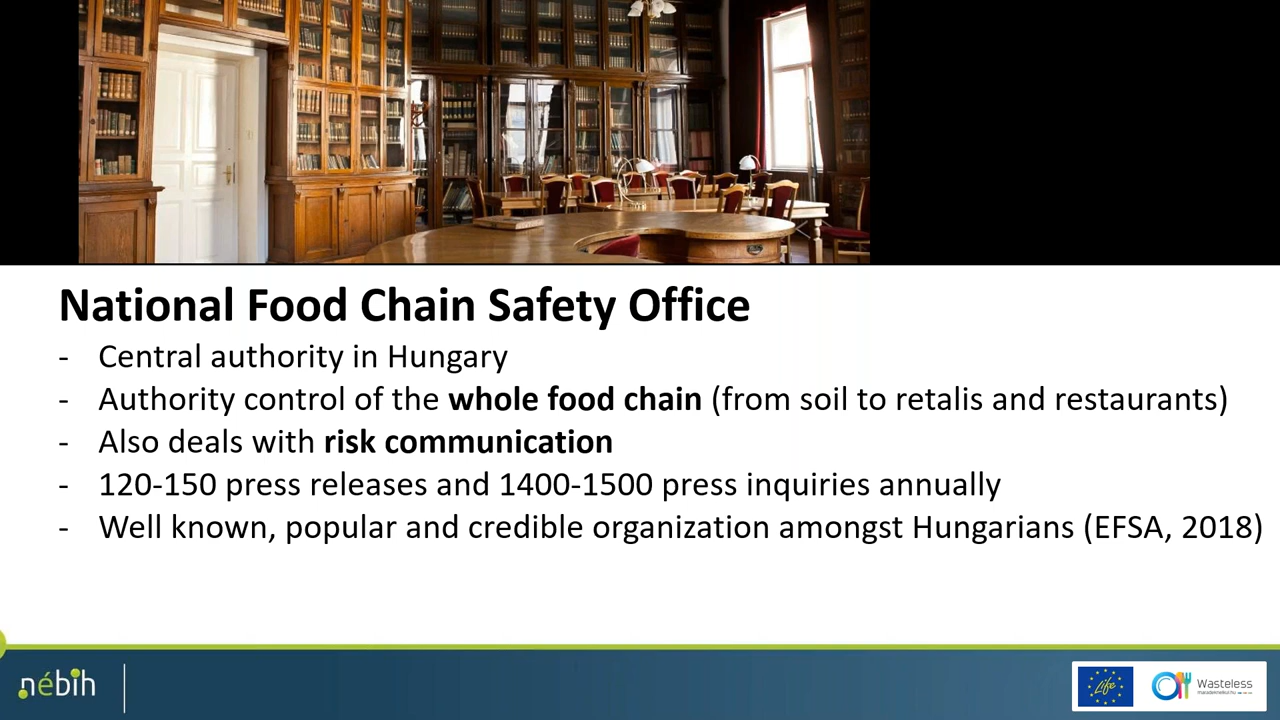 National Food Chain Safety Office
- Central authority in Hungary
- Authority control of the whole food chain (from soil to retalis and restaurants)
- Also deals with risk communication
- 120-150 press releases and 1400-1500 press inquiries annually
- Well known, popular and credible organization amongst Hungarians (EFSA, 2018)
nébih
Life
Wasteless